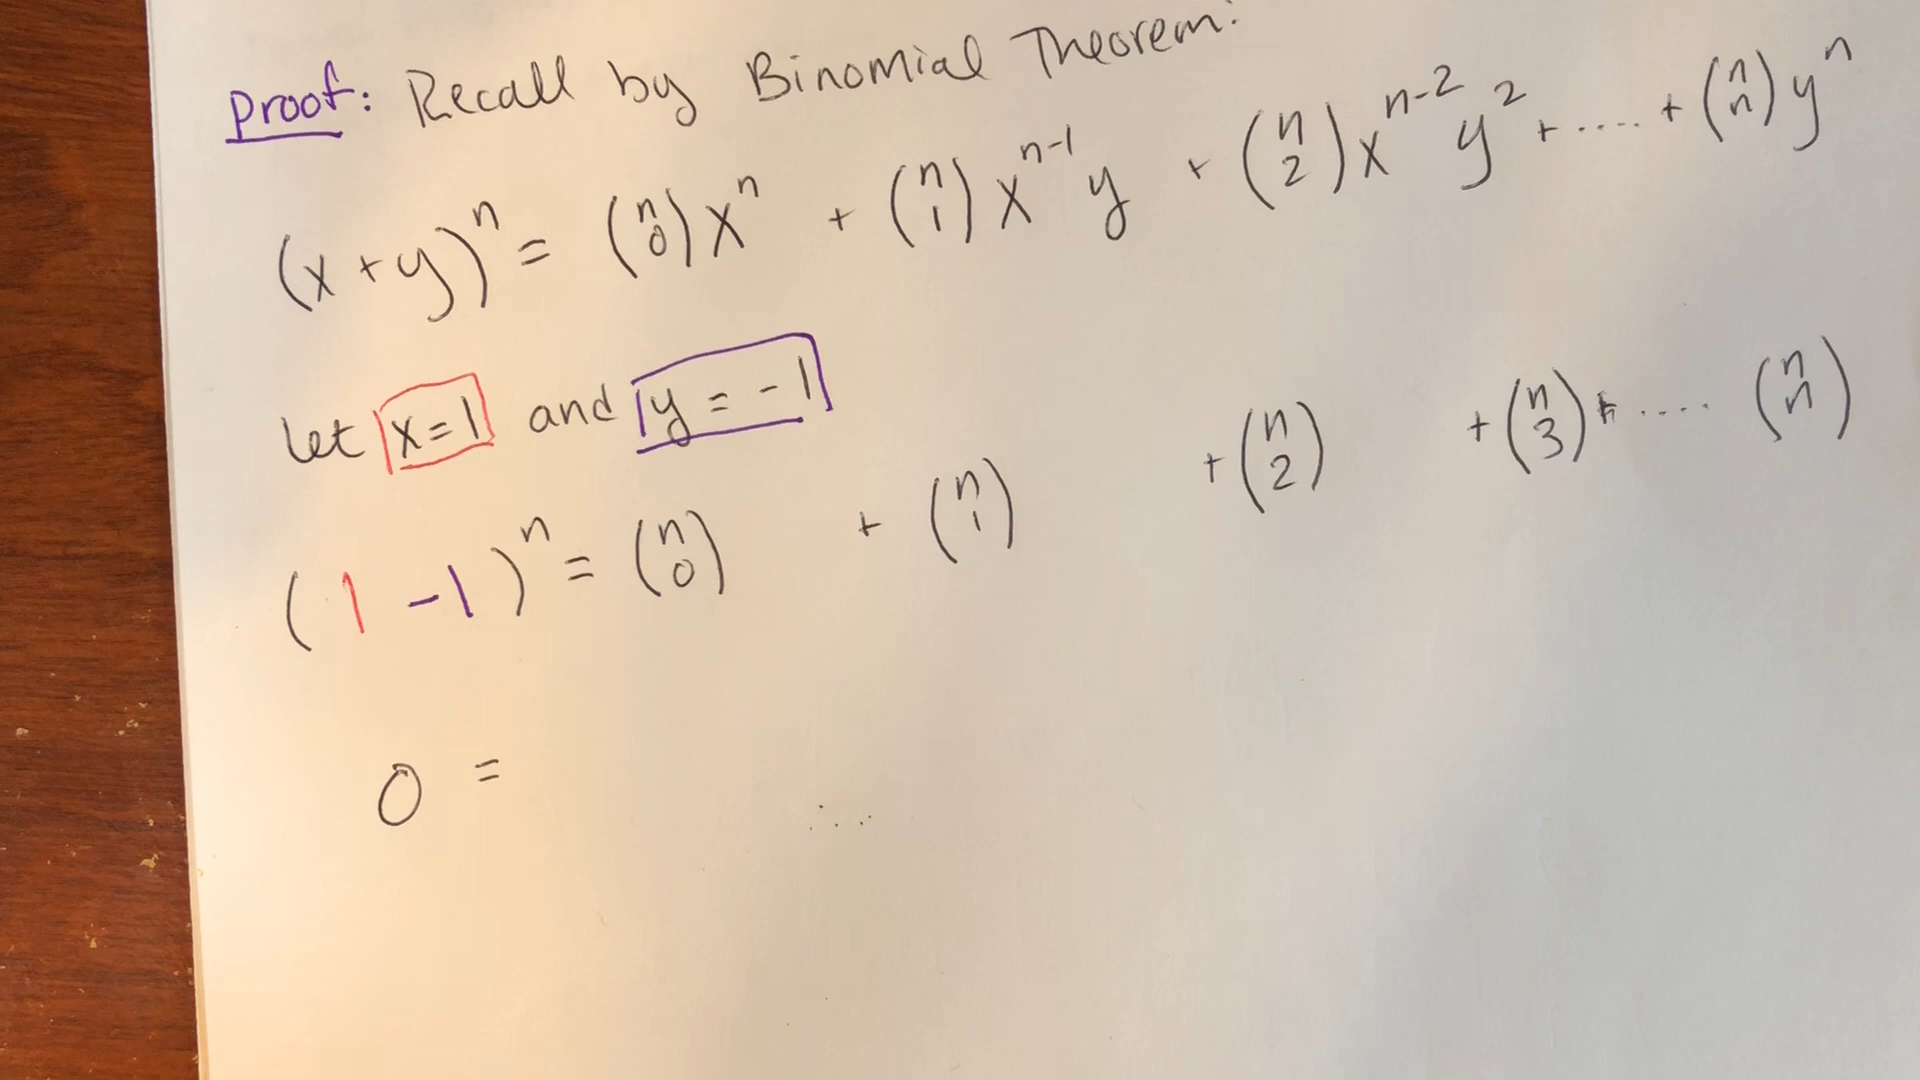 Proof: Recall by Binomial Theorem:
(x+y)^n = (n 0) x^n + (n 1) x^{n-1} y + (n 2) x^{n-2} y^2 + .... + (n n) y^n
let x=1 and y=-1
(1 -1)^n = (n 0) + (n 1) + (n 2) + (n 3) + .... (n n)
0 =